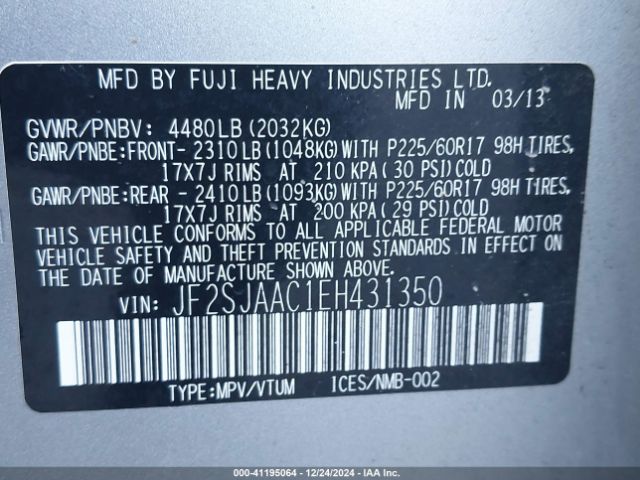 MFD BY FUJI HEAVY INDUSTRIES LTD.
MFD IN 03/13
GVWR/PNBV: 4480LB(2032KG)
GAWR/PNBE:FRONT- 2310LB(1048KG)WITH P225/60R17 98H TIRES,
17X7J RIMS AT 210 KPA( 30 PSI)COLD
GAWR/PNBE:REAR - 2410LB(1093KG)WITH P225/60R17 98H TIRES,
17X7J RIMS AT 200 KPA(29 PSI)COLD
THIS VEHICLE CONFORMS TO ALL APPLICABLE FEDERAL MOTOR
VEHICLE SAFETY AND THEFT PREVENTION STANDARDS IN EFFECT ON
THE DATE OF MANUFACTURE SHOWN ABOVE.
VIN: JF2SJAAC1EH431350
TYPE:MPV/VTUM ICES/NMB-002
000-41195064 - 12/24/2024 - IAAI.com